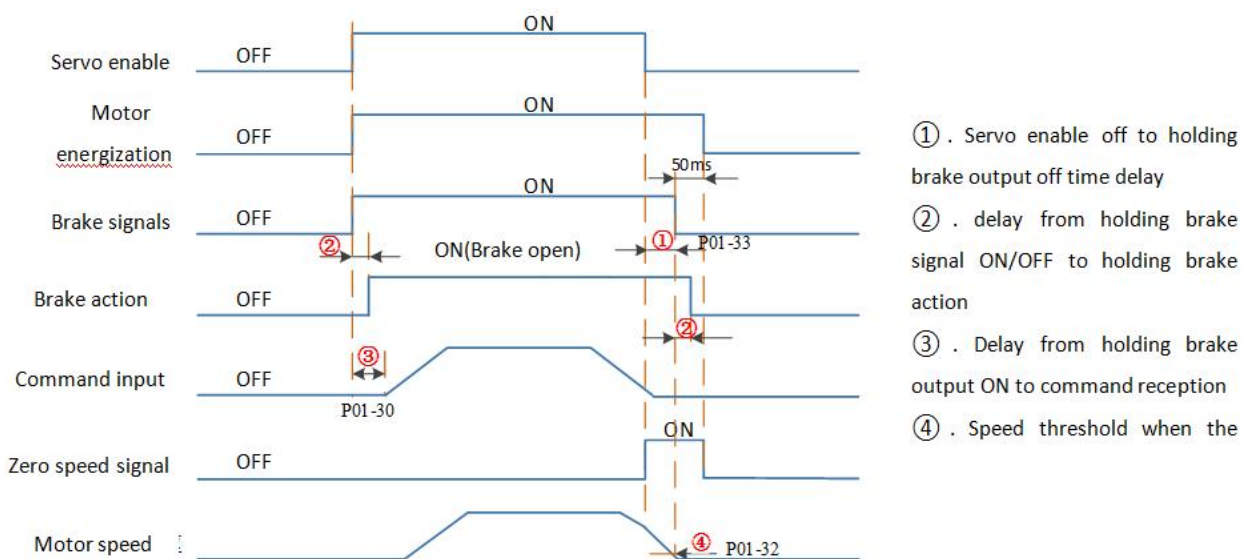 ON
Servo enable
OFF
ON
Motor
energization
OFF
50ms
ON
Brake signals
OFF
② ON(Brake open) ① P01-33
Brake action
OFF
②
③
Command input
OFF
P01-30
ON
Zero speed signal
OFF
Motor speed
④ P01-32
①. Servo enable off to holding
brake output off time delay
②. delay from holding brake
signal ON/OFF to holding brake
action
③. Delay from holding brake
output ON to command reception
④. Speed threshold when the